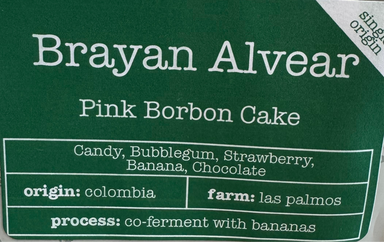 single
origin
Brayan Alvear
Pink Borbon Cake
Candy, Bubblegum, Strawberry,
Banana, Chocolate
origin: colombia farm: las palmos
process: co-ferment with bananas